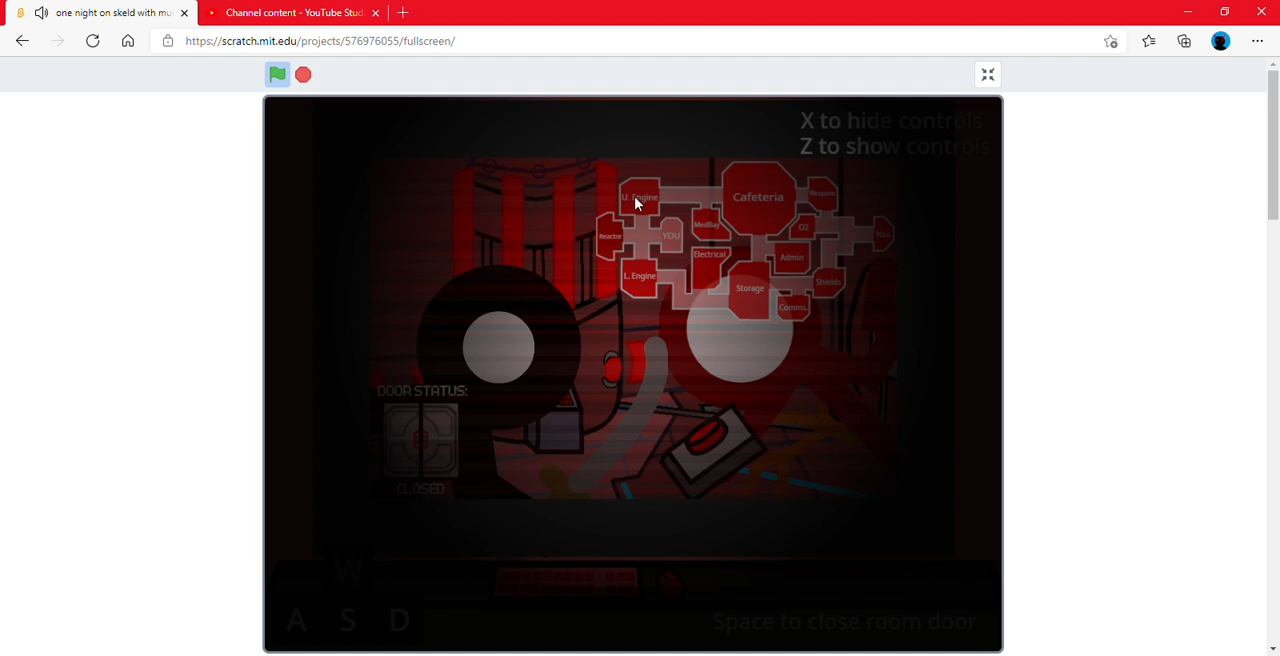 one night on skeld with mu
Channel content - YouTube Stud
https://scratch.mit.edu/projects/576976055/fullscreen/
X to hide controls
Z to show controls
U. Engine
Cafeteria
Weapons
Reactor
YOU
MedBay
O2
Nav.
L. Engine
Electrical
Admin
Storage
Shields
Comms.
DOOR STATUS:
CLOSED
W
A S D
Space to close room door